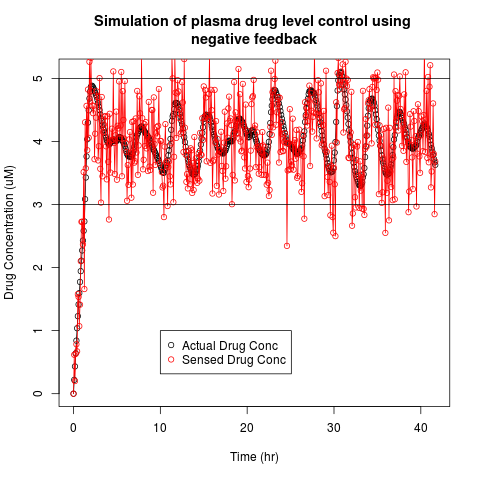 Simulation of plasma drug level control using
negative feedback
Drug Concentration (uM)
5
4
3
2
1
0
Actual Drug Conc
Sensed Drug Conc
0
10
20
30
40
Time (hr)